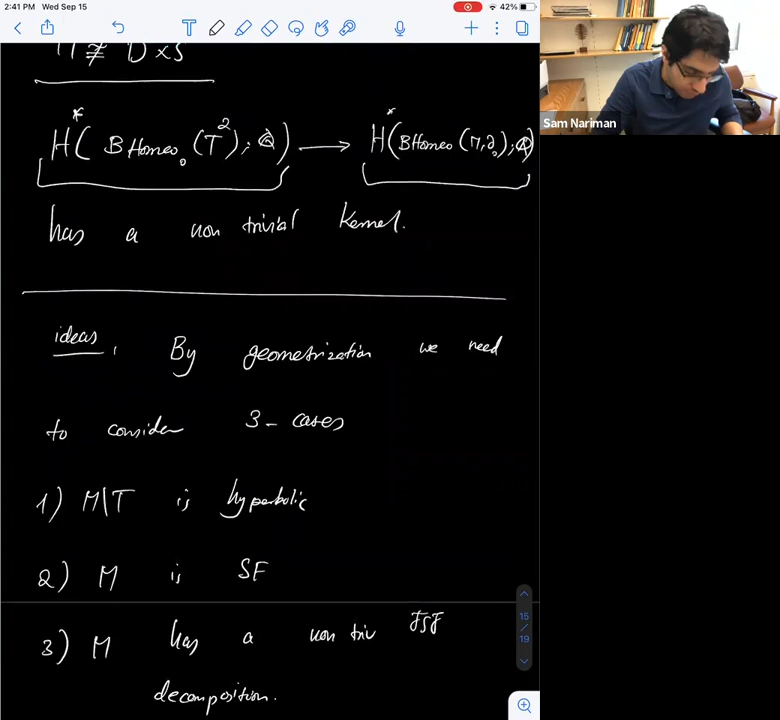 2:41 PM Wed Sep 15
42%
Sam Nariman
M ≇ D × S
H*(BHomeo₀(T²); Q) → H*(BHomeo₀(M,∂); Q)
has a non trivial Kernel.
ideas, By geometrization we need
to consider 3- cases
1) M\T is hyperbolic
2) M is SF
3) M has a non triv JSJ
decomposition.
15
/
19